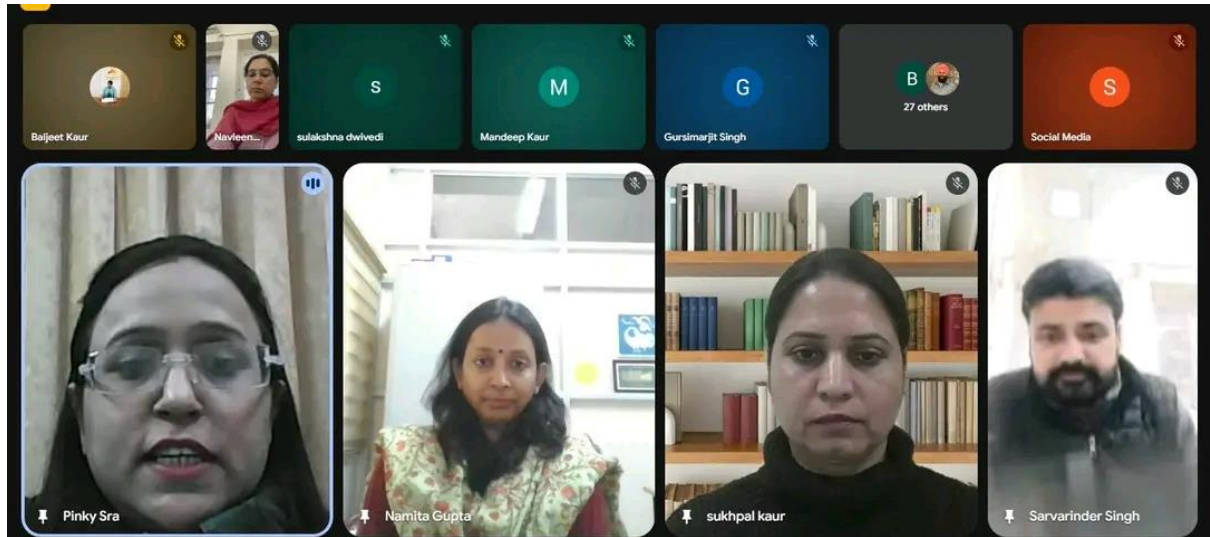 Baljeet Kaur
Navleen...
s
sulakshna dwivedi
M
Mandeep Kaur
G
Gursimarjit Singh
B
27 others
S
Social Media
Pinky Sra
Namita Gupta
sukhpal kaur
Sarvarinder Singh